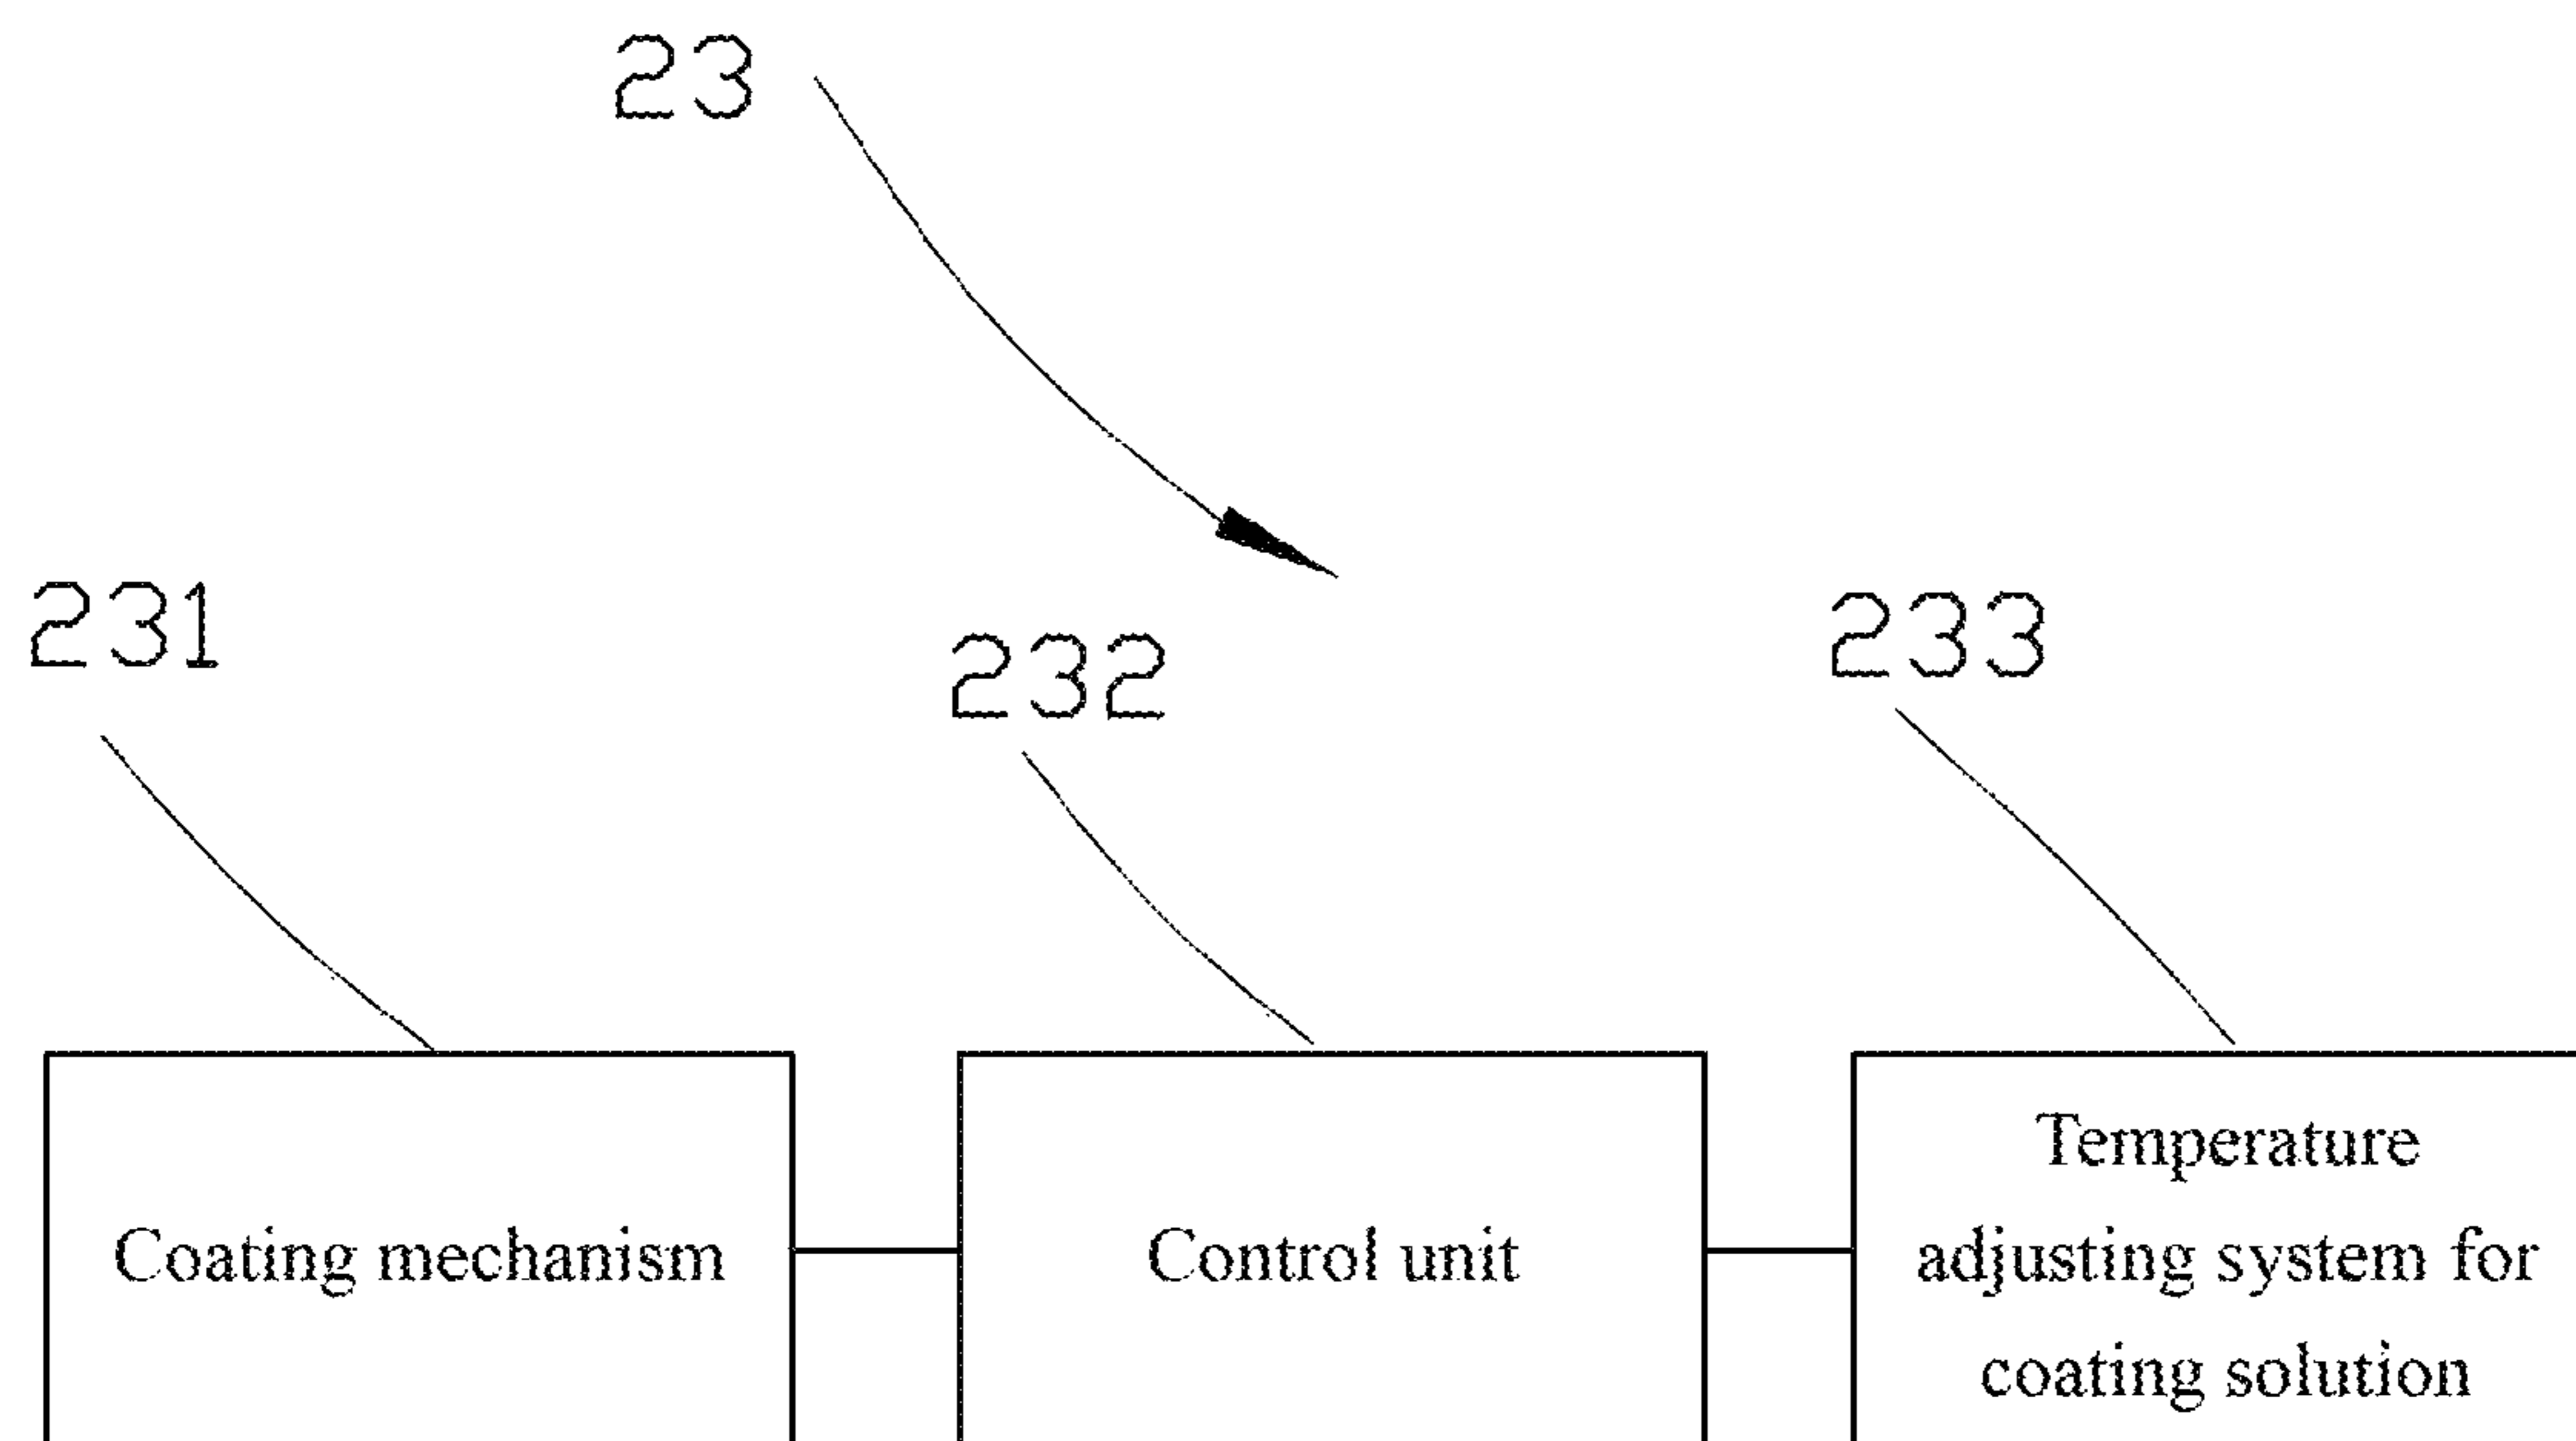 23
231
232
233
Coating mechanism
Control unit
Temperature
adjusting system for
coating solution